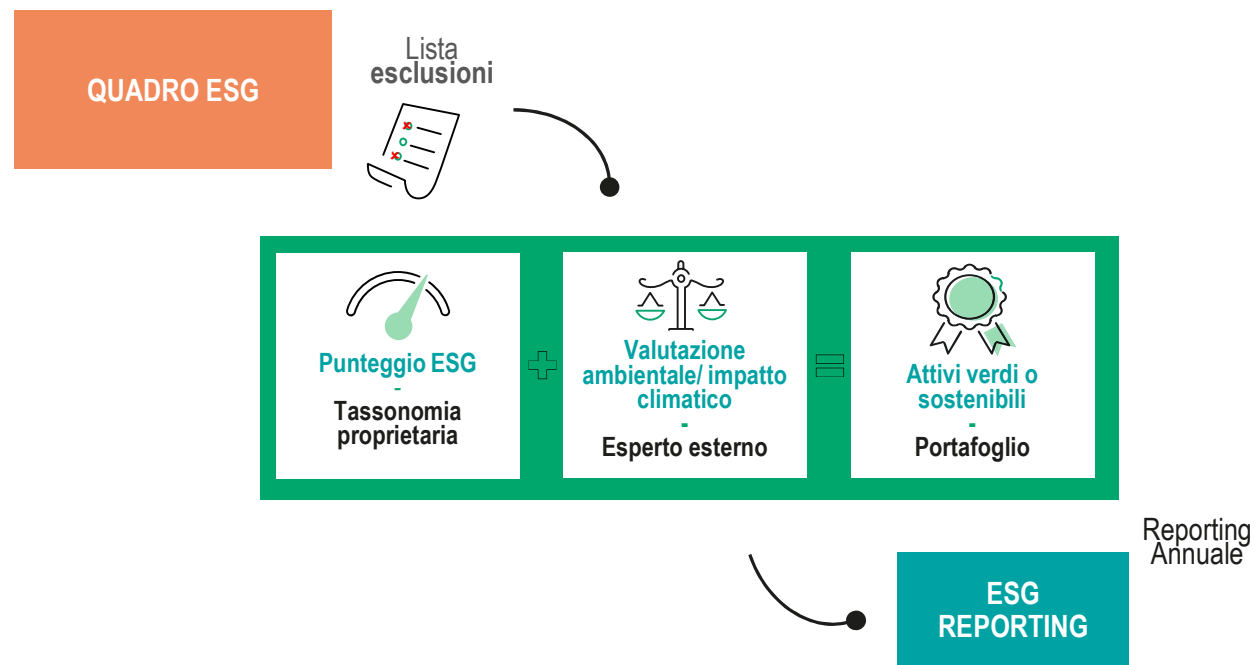 QUADRO ESG
Lista
esclusioni
Punteggio ESG
-
Tassonomia
proprietaria
Valutazione
ambientale/ impatto
climatico
-
Esperto esterno
Attivi verdi o
sostenibili
-
Portafoglio
Reporting
Annuale
ESG
REPORTING